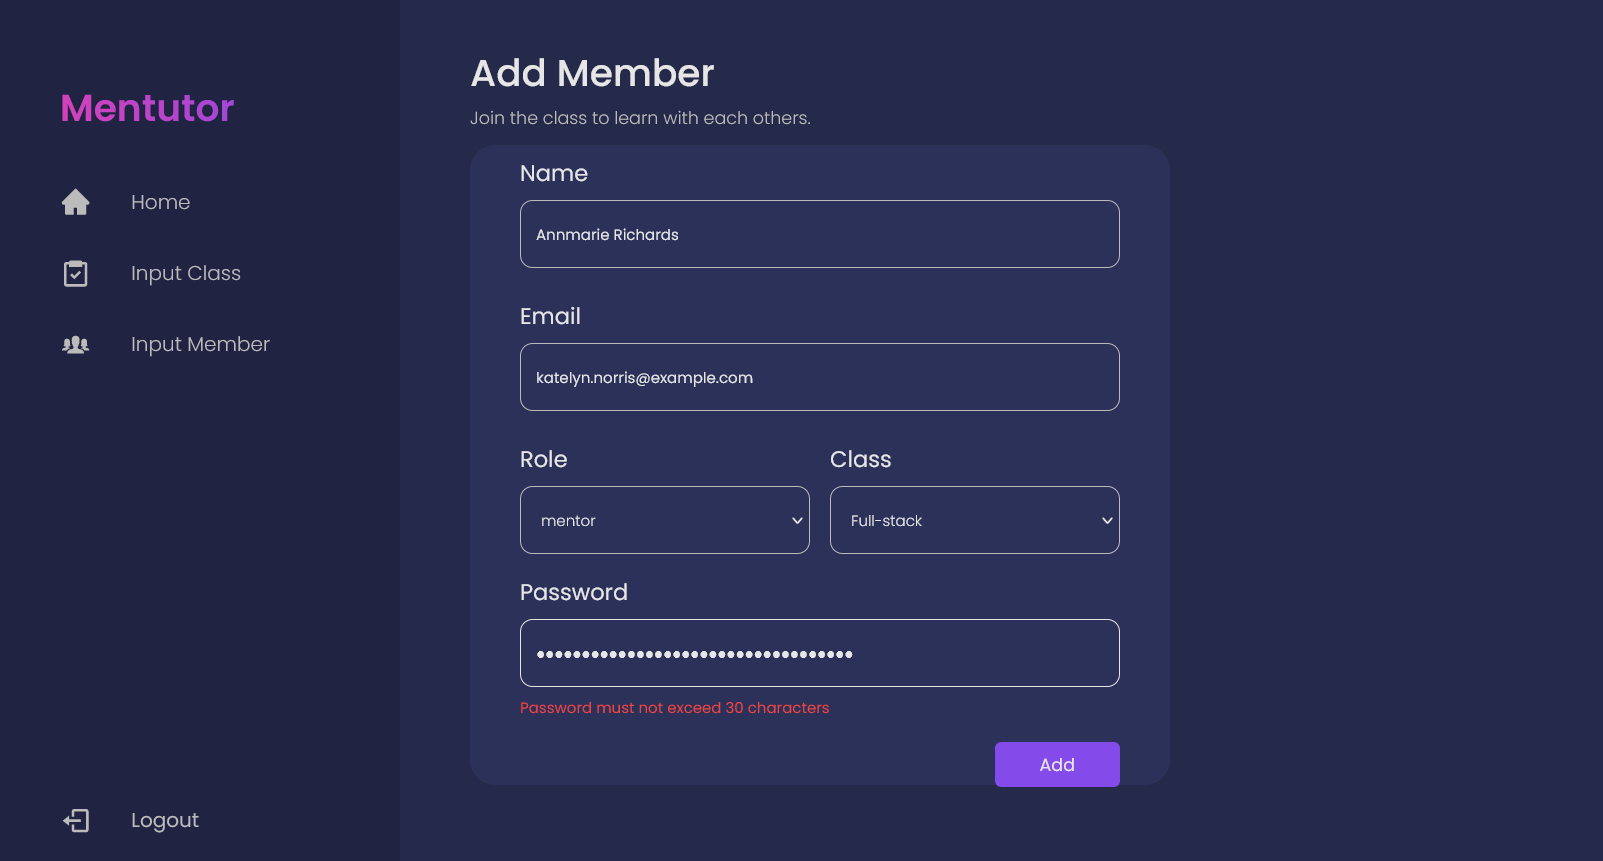 Mentutor
Home
Input Class
Input Member
Logout
Add Member
Join the class to learn with each others.
Name
Annmarie Richards
Email
katelyn.norris@example.com
Role
mentor
Class
Full-stack
Password
•••••••••••••••••••••••••••••••••••
Password must not exceed 30 characters
Add